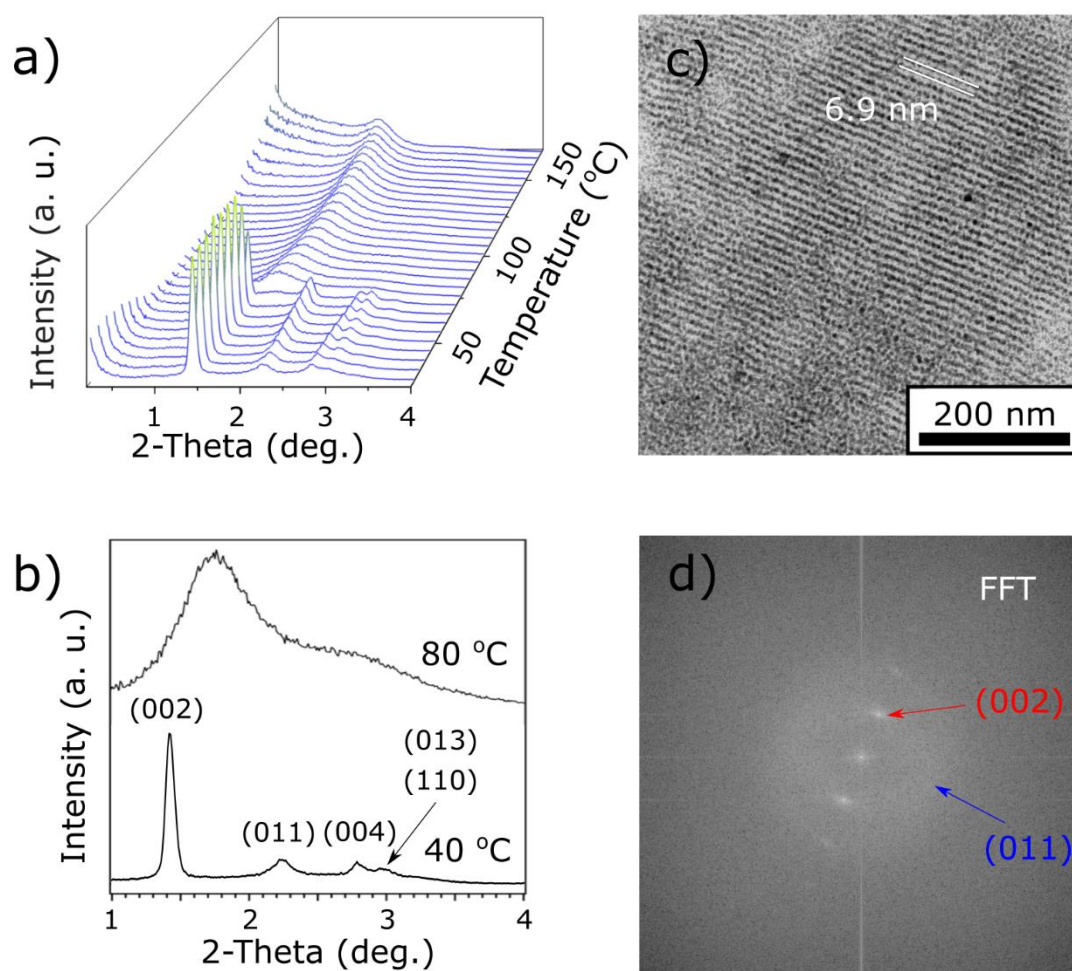 a)
Intensity (a. u.)
1
2
3
4
2-Theta (deg.)
50
100
150
Temperature (°C)
c)
6.9 nm
200 nm
b)
Intensity (a. u.)
80 °C
(002)
(013)
(110)
(011)
(004)
40 °C
1
2
3
4
2-Theta (deg.)
d)
FFT
(002)
(011)